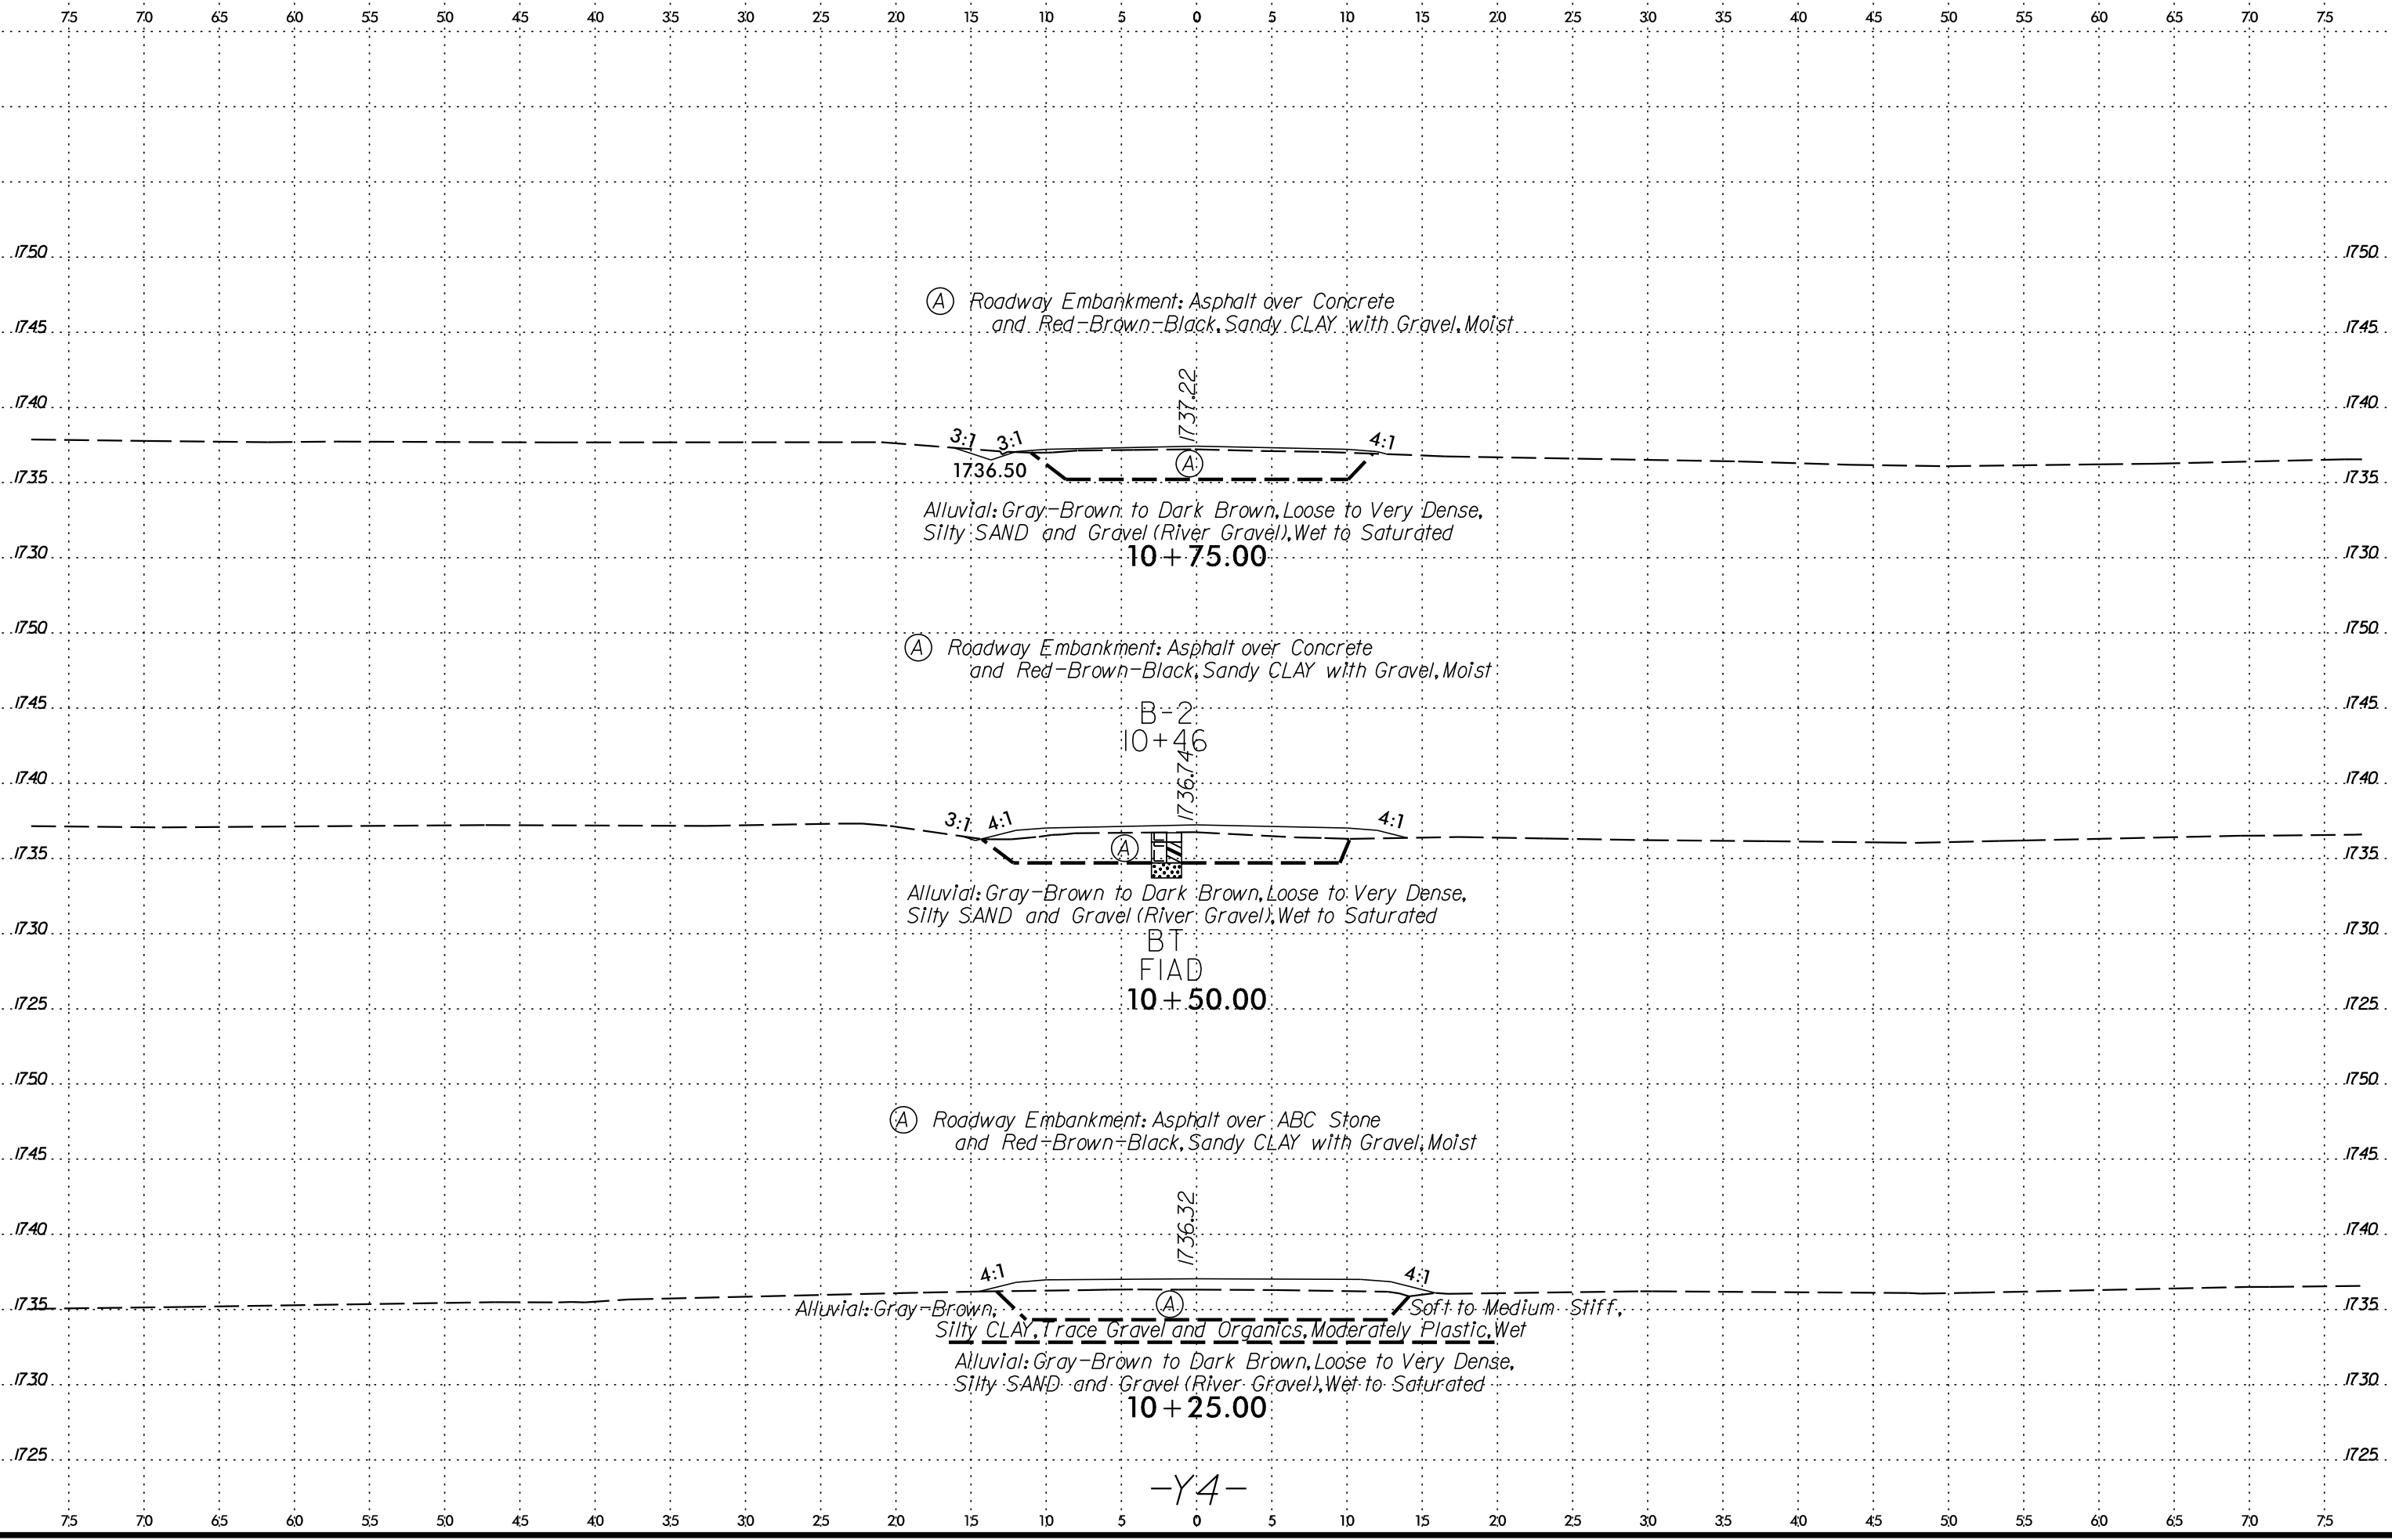 75 70 65 60 55 50 45 40 35 30 25 20 15 10 5 0 5 10 15 20 25 30 35 40 45 50 55 60 65 70 75
1750 1750
A Roadway Embankment: Asphalt over Concrete
and Red-Brown-Black, Sandy CLAY with Gravel, Moist
1745 1745
1737.22
1740 1740
3:1 3:1 4:1
A
1736.50
1735 1735
Alluvial: Gray-Brown to Dark Brown, Loose to Very Dense,
Silty SAND and Gravel (River Gravel), Wet to Saturated
1730 1730
10+75.00
1750 1750
A Roadway Embankment: Asphalt over Concrete
and Red-Brown-Black, Sandy CLAY with Gravel, Moist
1745 1745
B-2
10+46
1736.74
1740 1740
3:1 4:1 4:1
A
1735 1735
Alluvial: Gray-Brown to Dark Brown, Loose to Very Dense,
Silty SAND and Gravel (River Gravel), Wet to Saturated
1730 1730
BT
FIAD
10+50.00
1725 1725
1750 1750
A Roadway Embankment: Asphalt over ABC Stone
and Red-Brown-Black, Sandy CLAY with Gravel, Moist
1745 1745
1736.32
1740 1740
4:1 4:1
A
1735 1735
Alluvial: Gray-Brown, Soft to Medium Stiff,
Silty CLAY, Trace Gravel and Organics, Moderately Plastic, Wet
Alluvial: Gray-Brown to Dark Brown, Loose to Very Dense,
Silty SAND and Gravel (River Gravel), Wet to Saturated
1730 1730
10+25.00
1725 1725
-Y4-
75 70 65 60 55 50 45 40 35 30 25 20 15 10 5 0 5 10 15 20 25 30 35 40 45 50 55 60 65 70 75